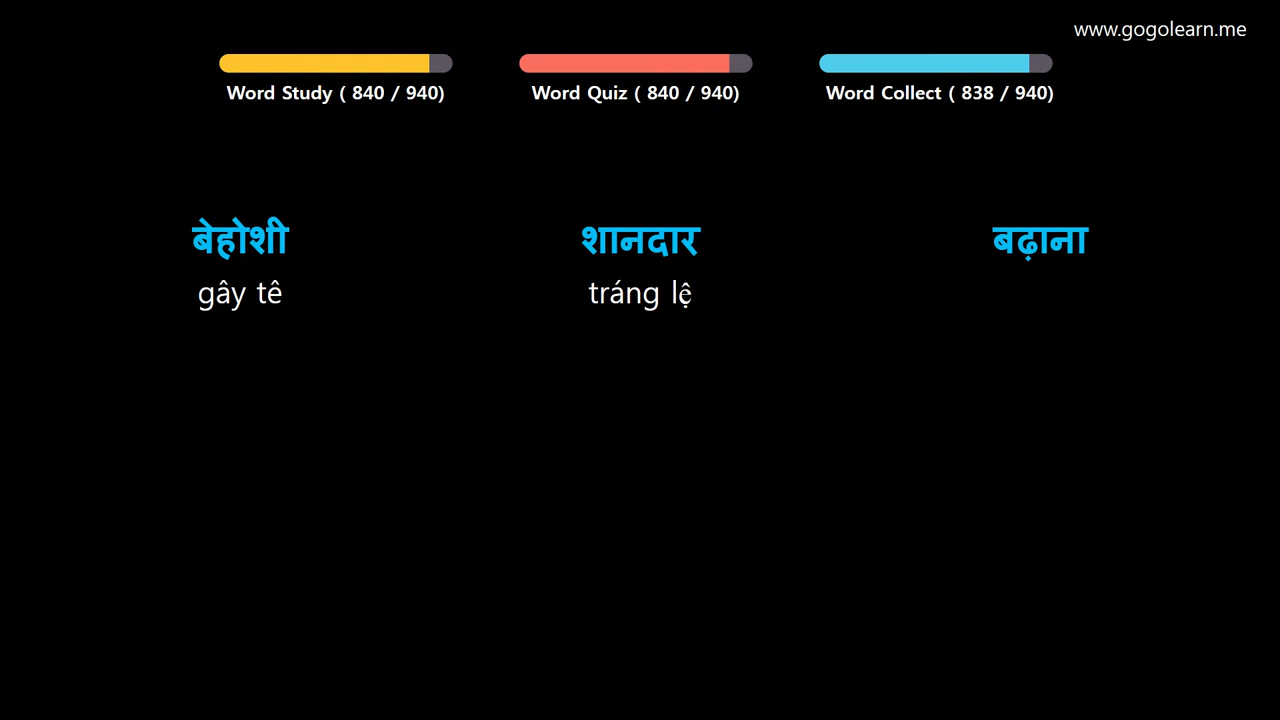 www.gogolearn.me
Word Study ( 840 / 940)
Word Quiz ( 840 / 940)
Word Collect ( 838 / 940)
बेहोशी
शानदार
बढ़ाना
gây tê
tráng lệ